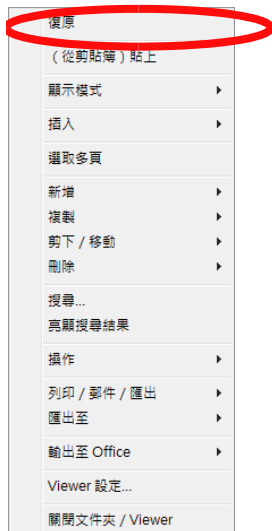 復原
（從剪貼簿）貼上
顯示模式
插入
選取多頁
新增
複製
剪下 / 移動
刪除
搜尋...
亮顯搜尋結果
操作
列印 / 郵件 / 匯出
匯出至
輸出至 Office
Viewer 設定...
關閉文件夾 / Viewer